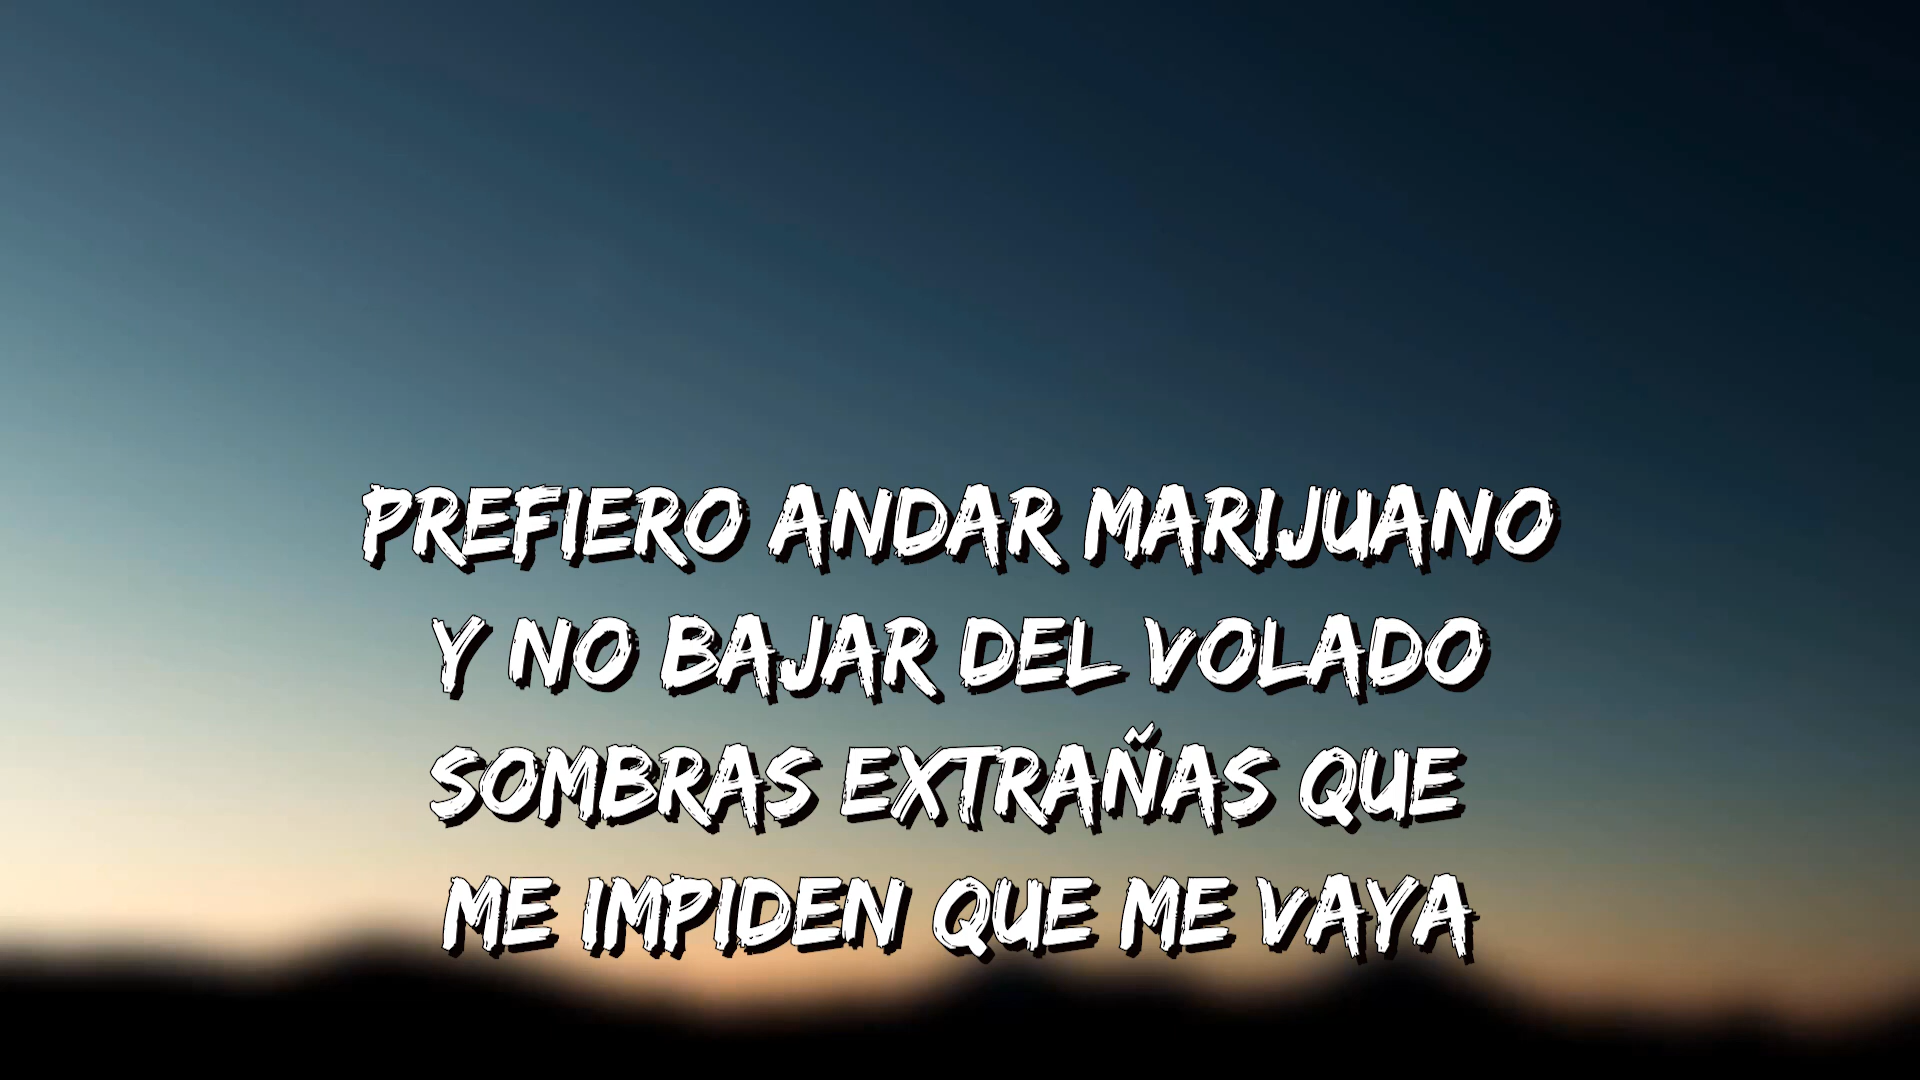 PREFIERO ANDAR MARIJUANO
Y NO BAJAR DEL VOLADO
SOMBRAS EXTRAÑAS QUE
ME IMPIDEN QUE ME VAYA